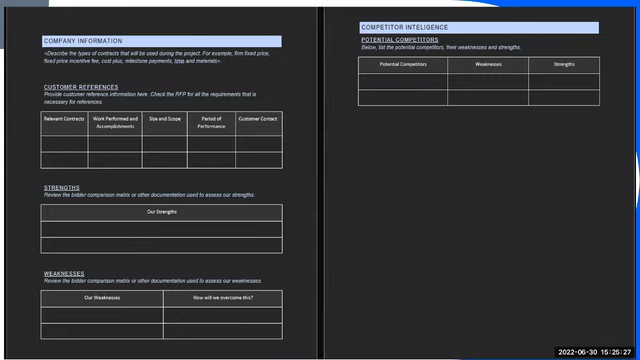 COMPANY INFORMATION
<Describe the types of contracts that will be used during the project. For example, firm fixed price,
fixed price incentive fee, cost plus, milestone payments, time and materials>
CUSTOMER REFERENCES
Provide customer reference information here. Check the RFP for all the requirements that is
necessary for references.
Relevant Contracts
Work Performed and
Accomplishments
Size and Scope
Period of
Performance
Customer Contact
STRENGTHS
Review the bidder comparison matrix or other documentation used to assess our strengths.
Our Strengths
WEAKNESSES
Review the bidder comparison matrix or other documentation used to assess our weaknesses.
Our Weaknesses
How will we overcome this?
COMPETITOR INTELIGENCE
POTENTIAL COMPETITORS
Below, list the potential competitors, their weaknesses and strengths.
Potential Competitors
Weaknesses
Strengths
2022-06-30 15:25:27